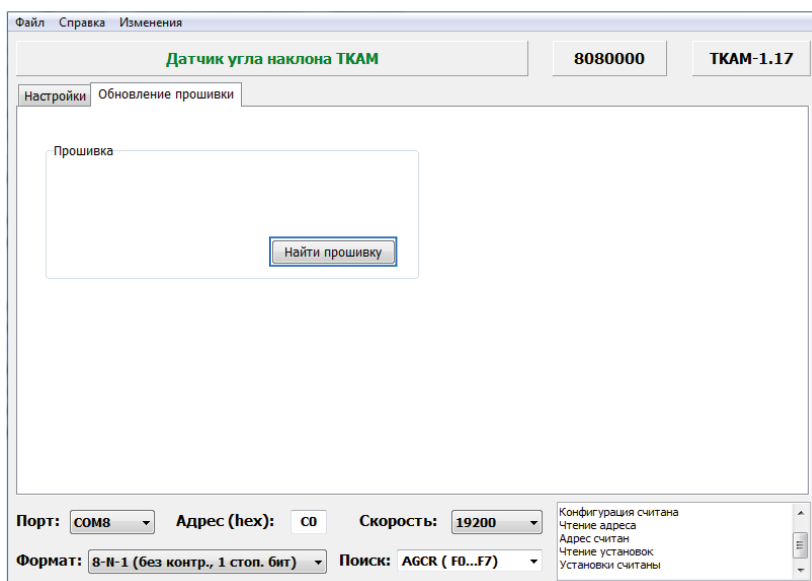 Файл Справка Изменения
Датчик угла наклона ТКАМ 8080000 ТКАМ-1.17
Настройки Обновление прошивки
Прошивка
Найти прошивку
Порт: COM8 Адрес (hex): C0 Скорость: 19200
Формат: 8-N-1 (без контр., 1 стоп. бит) Поиск: AGCR ( F0...F7)
Конфигурация считана
Чтение адреса
Адрес считан
Чтение установок
Установки считаны